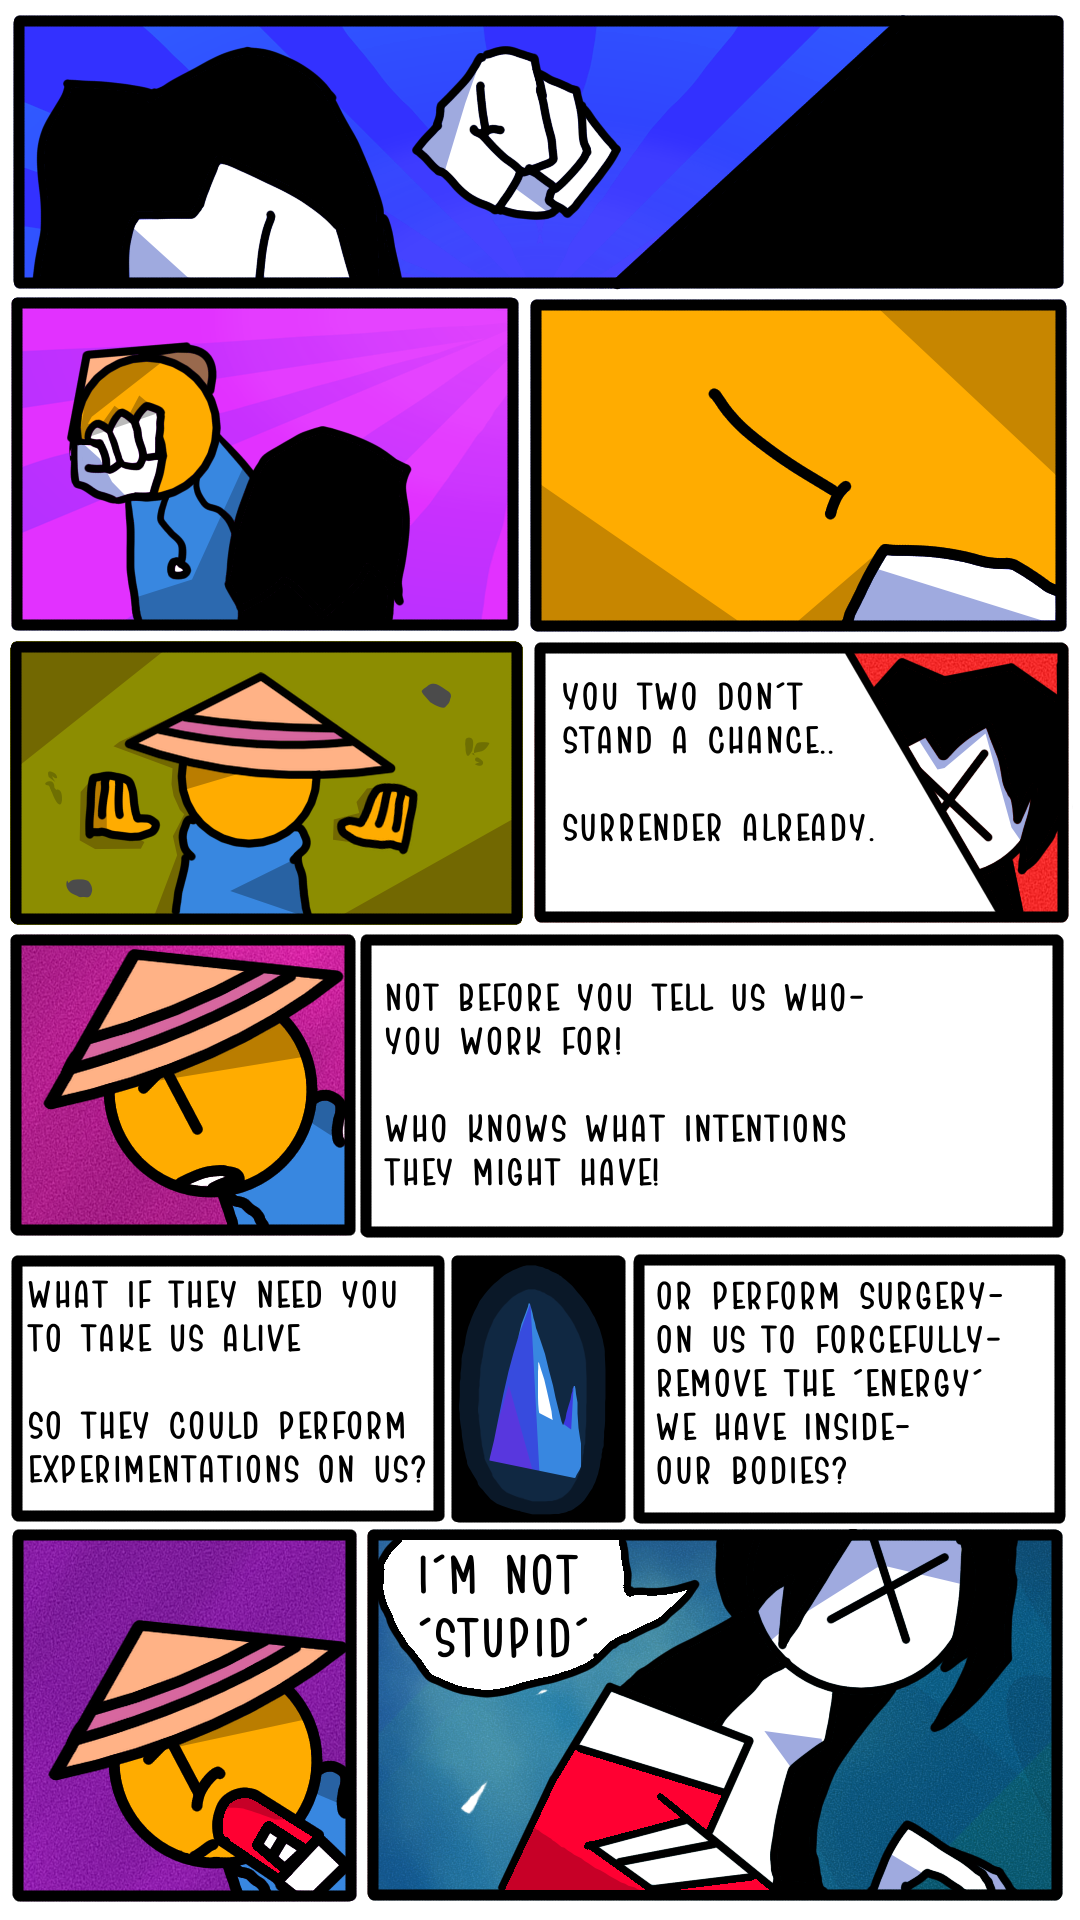 YOU TWO DON´T
STAND A CHANCE..
SURRENDER ALREADY.
NOT BEFORE YOU TELL US WHO-
YOU WORK FOR!
WHO KNOWS WHAT INTENTIONS
THEY MIGHT HAVE!
WHAT IF THEY NEED YOU
TO TAKE US ALIVE
SO THEY COULD PERFORM
EXPERIMENTATIONS ON US?
OR PERFORM SURGERY-
ON US TO FORCEFULLY-
REMOVE THE ´ENERGY´
WE HAVE INSIDE-
OUR BODIES?
I´M NOT
´STUPID´.